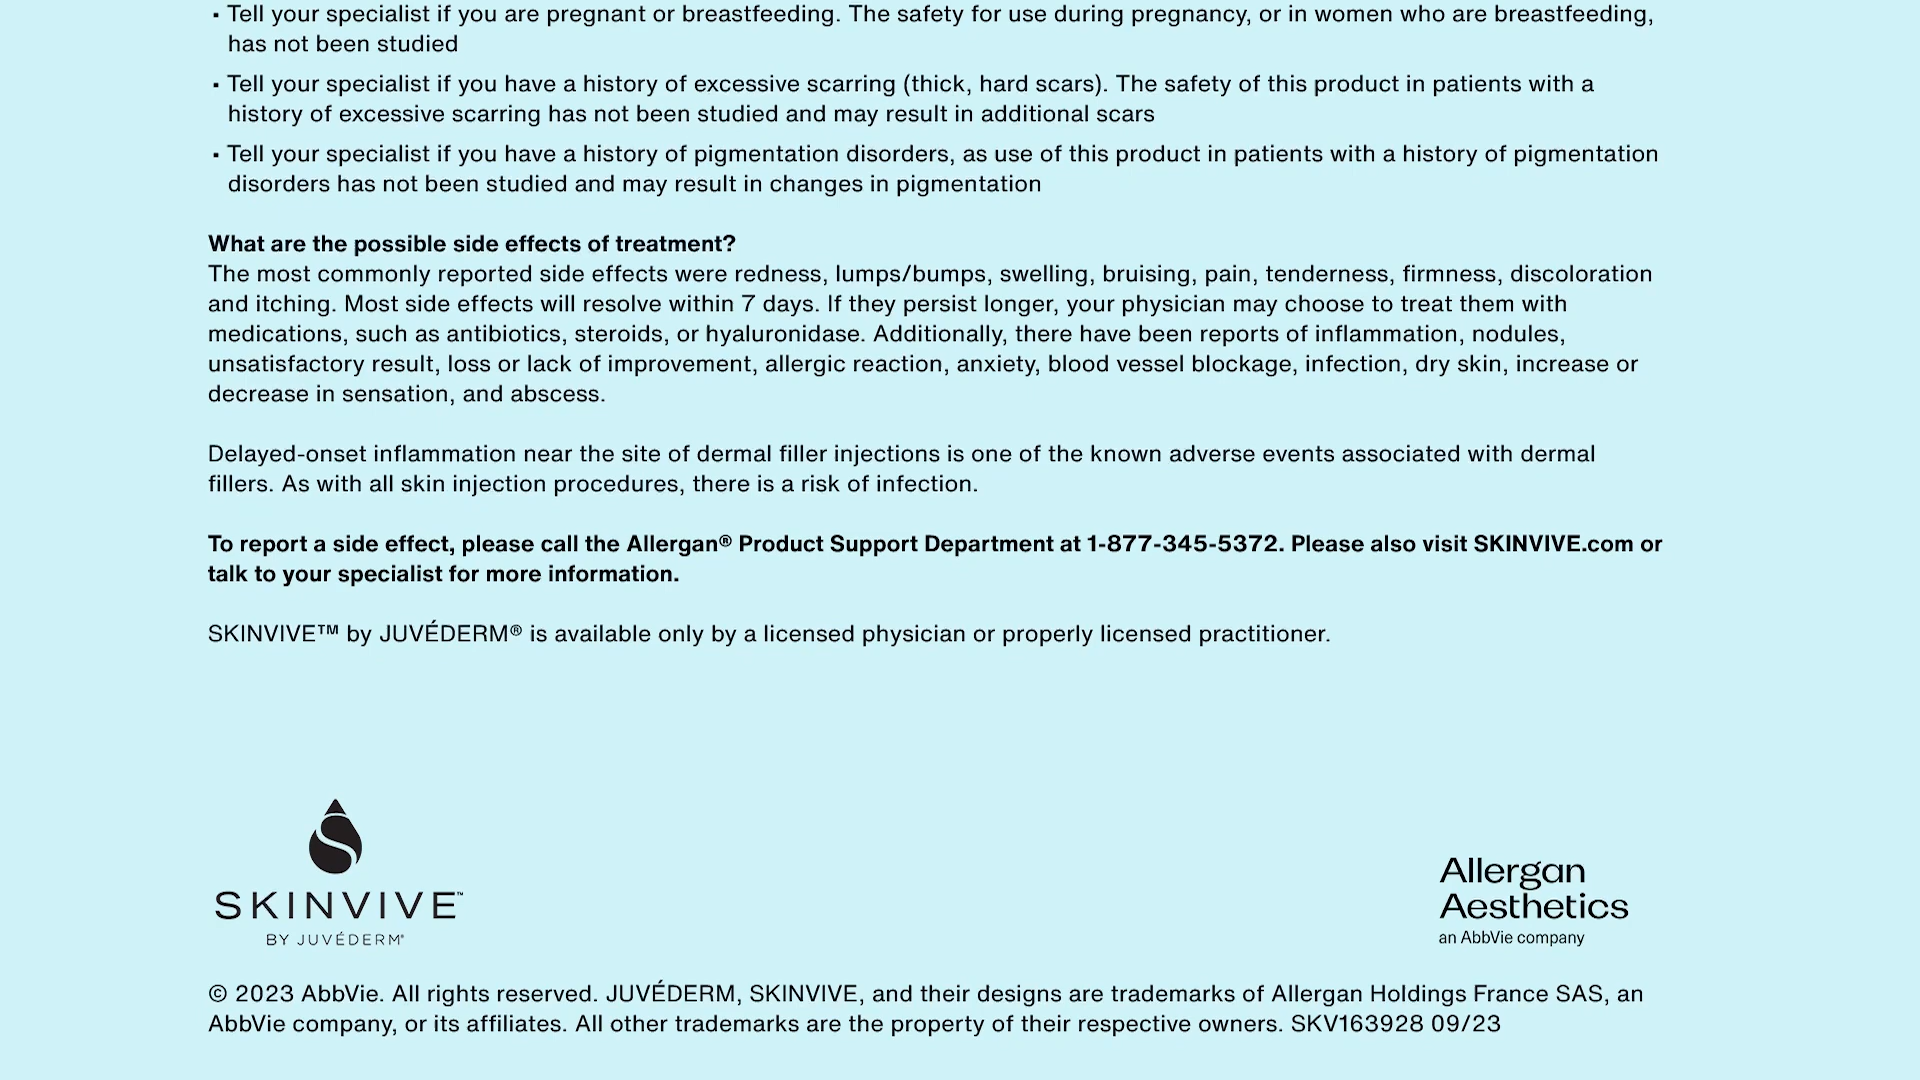 ▪ Tell your specialist if you are pregnant or breastfeeding. The safety for use during pregnancy, or in women who are breastfeeding,
has not been studied
▪ Tell your specialist if you have a history of excessive scarring (thick, hard scars). The safety of this product in patients with a
history of excessive scarring has not been studied and may result in additional scars
▪ Tell your specialist if you have a history of pigmentation disorders, as use of this product in patients with a history of pigmentation
disorders has not been studied and may result in changes in pigmentation
What are the possible side effects of treatment?
The most commonly reported side effects were redness, lumps/bumps, swelling, bruising, pain, tenderness, firmness, discoloration
and itching. Most side effects will resolve within 7 days. If they persist longer, your physician may choose to treat them with
medications, such as antibiotics, steroids, or hyaluronidase. Additionally, there have been reports of inflammation, nodules,
unsatisfactory result, loss or lack of improvement, allergic reaction, anxiety, blood vessel blockage, infection, dry skin, increase or
decrease in sensation, and abscess.
Delayed-onset inflammation near the site of dermal filler injections is one of the known adverse events associated with dermal
fillers. As with all skin injection procedures, there is a risk of infection.
To report a side effect, please call the Allergan® Product Support Department at 1-877-345-5372. Please also visit SKINVIVE.com or
talk to your specialist for more information.
SKINVIVE™ by JUVÉDERM® is available only by a licensed physician or properly licensed practitioner.
SKINVIVE™
BY JUVÉDERM®
Allergan
Aesthetics
an AbbVie company
© 2023 AbbVie. All rights reserved. JUVÉDERM, SKINVIVE, and their designs are trademarks of Allergan Holdings France SAS, an
AbbVie company, or its affiliates. All other trademarks are the property of their respective owners. SKV163928 09/23